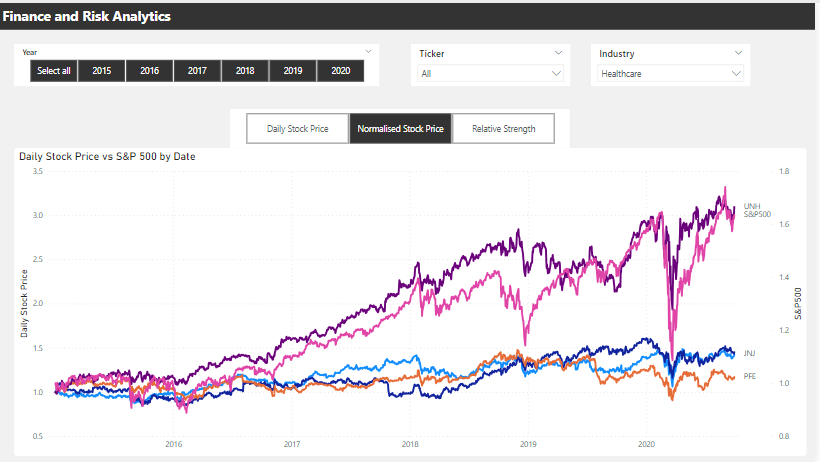 Finance and Risk Analytics
Year
Select all 2015 2016 2017 2018 2019 2020
Ticker
All
Industry
Healthcare
Daily Stock Price Normalised Stock Price Relative Strength
Daily Stock Price vs S&P 500 by Date
Daily Stock Price
3.5
3.0
2.5
2.0
1.5
1.0
0.5
2016 2017 2018 2019 2020
UNH
S&P500
JNJ
PFE
1.8
1.6
1.4
1.2
1.0
0.8
S&P500